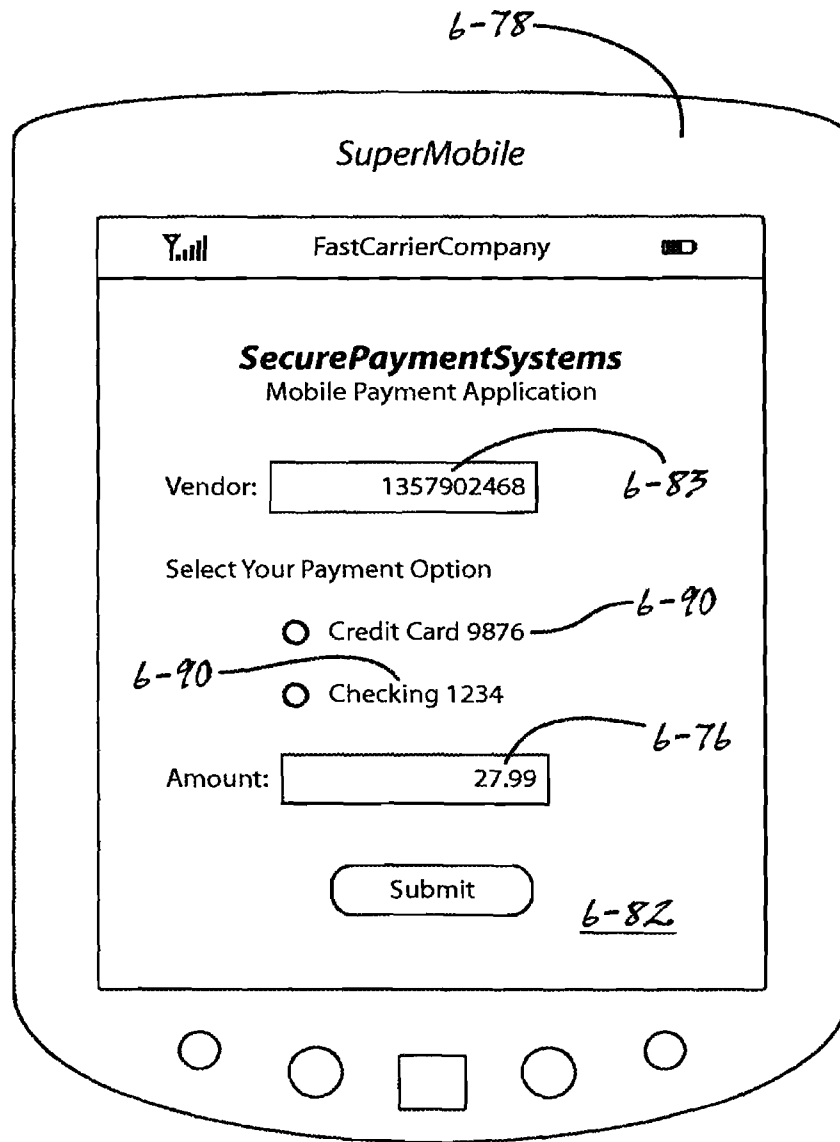 6-78
SuperMobile
FastCarrierCompany
SecurePaymentSystems
Mobile Payment Application
Vendor: 1357902468
6-83
Select Your Payment Option
Credit Card 9876
6-90
6-90
Checking 1234
6-76
Amount: 27.99
Submit
6-82